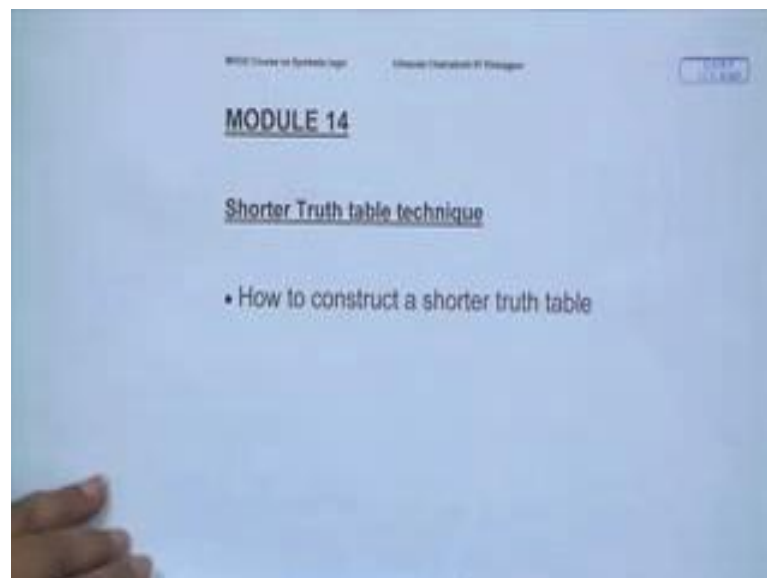 MODULE 14
Shorter Truth table technique
• How to construct a shorter truth table